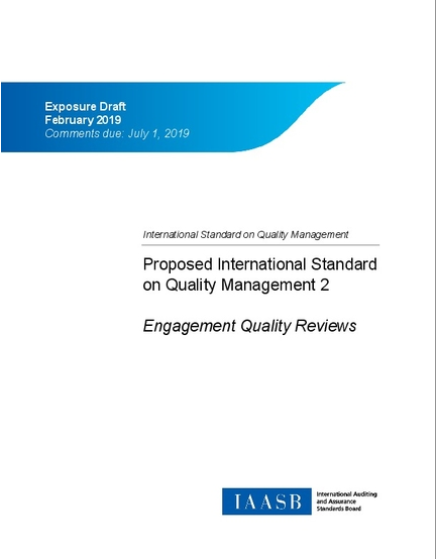 Exposure Draft
February 2019
Comments due: July 1, 2019
International Standard on Quality Management
Proposed International Standard
on Quality Management 2
Engagement Quality Reviews
IAASB
International Auditing
and Assurance
Standards Board